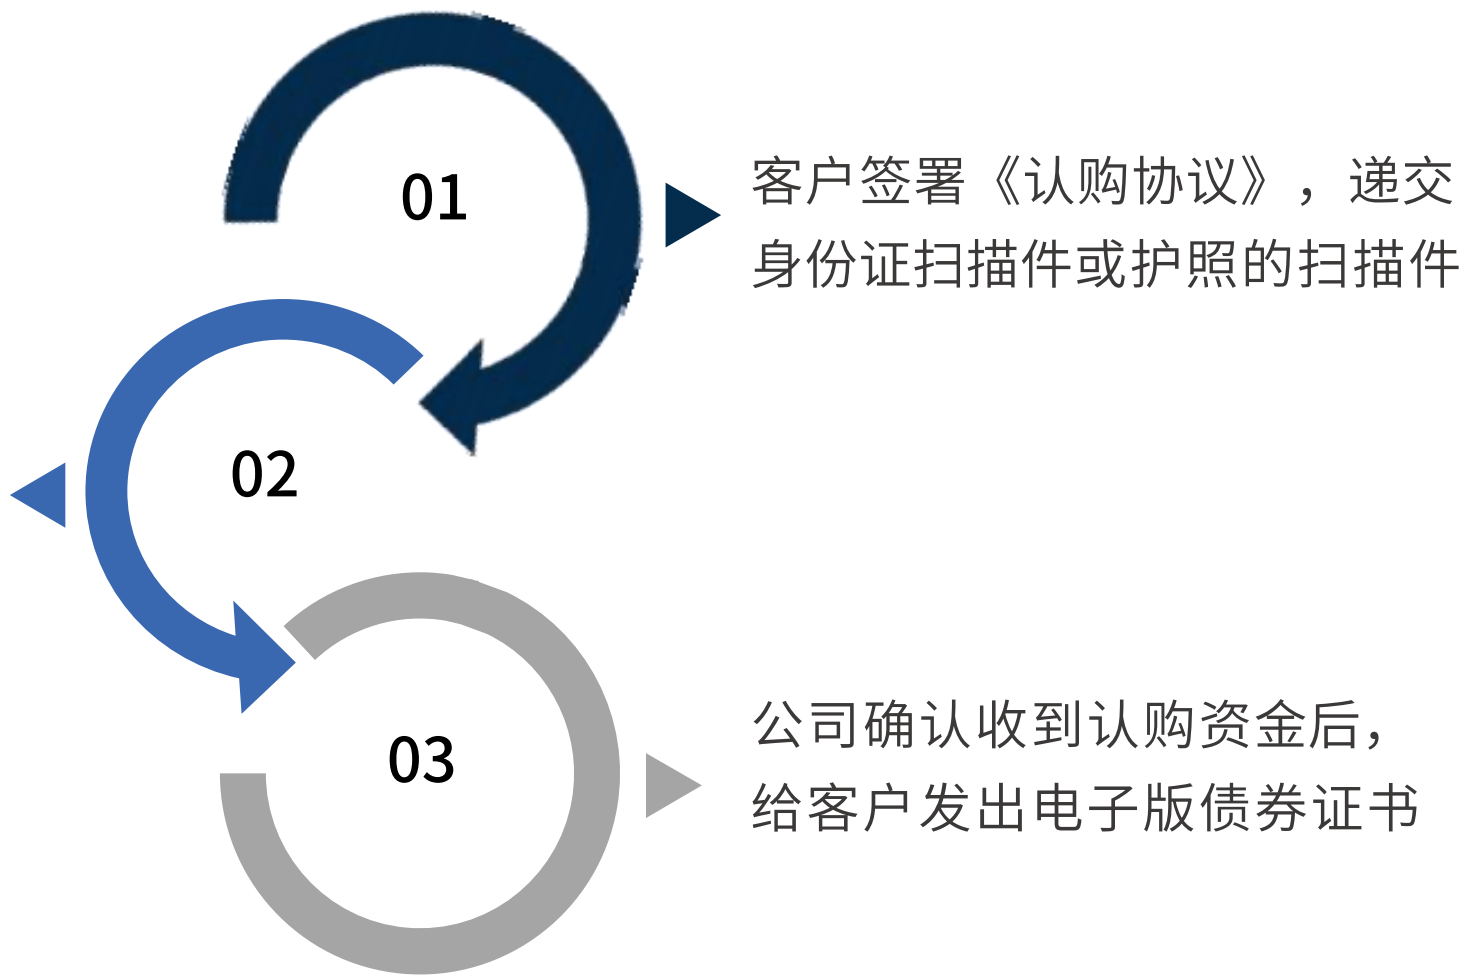 01
客户签署《认购协议》，递交
身份证扫描件或护照的扫描件
02
03
公司确认收到认购资金后，
给客户发出电子版债券证书